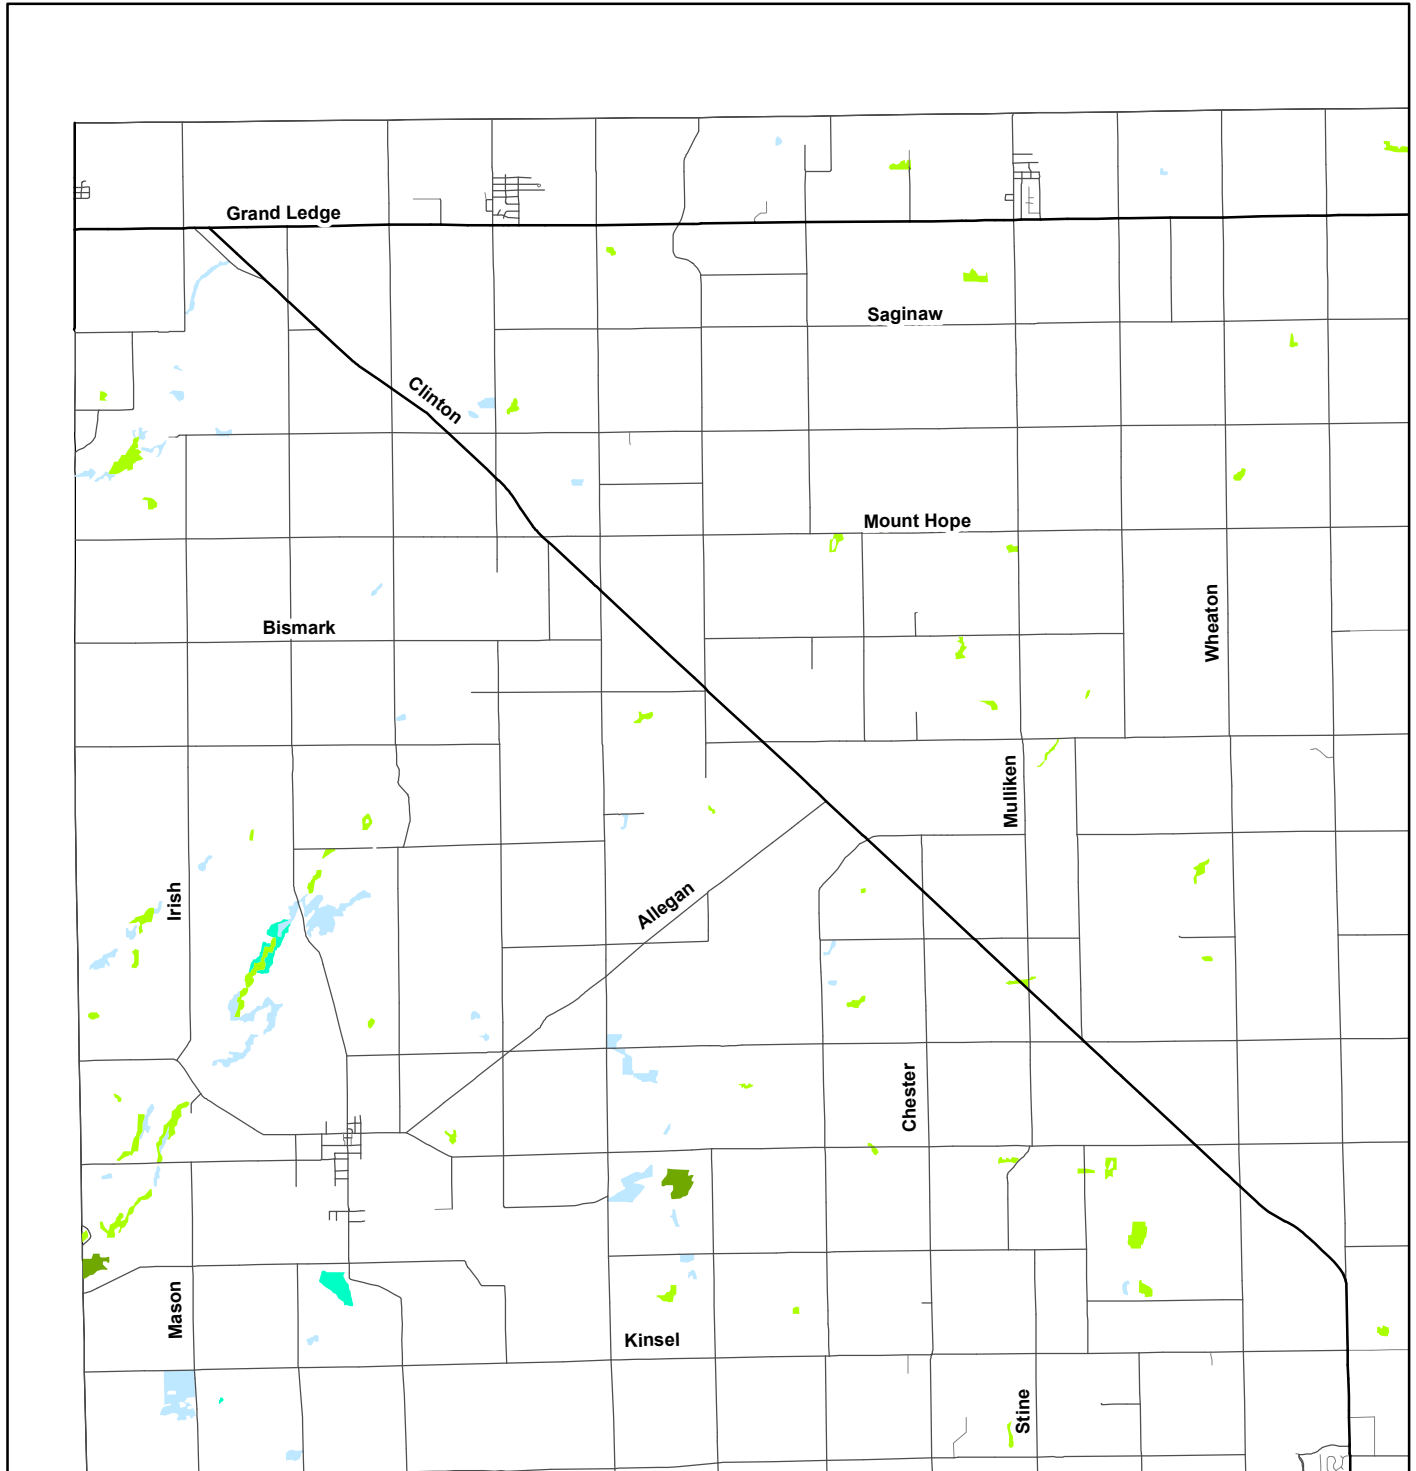 Grand Ledge
Saginaw
Clinton
Mount Hope
Wheaton
Bismark
Mulliken
Irish
Allegan
Chester
Mason
Kinsel
Stine